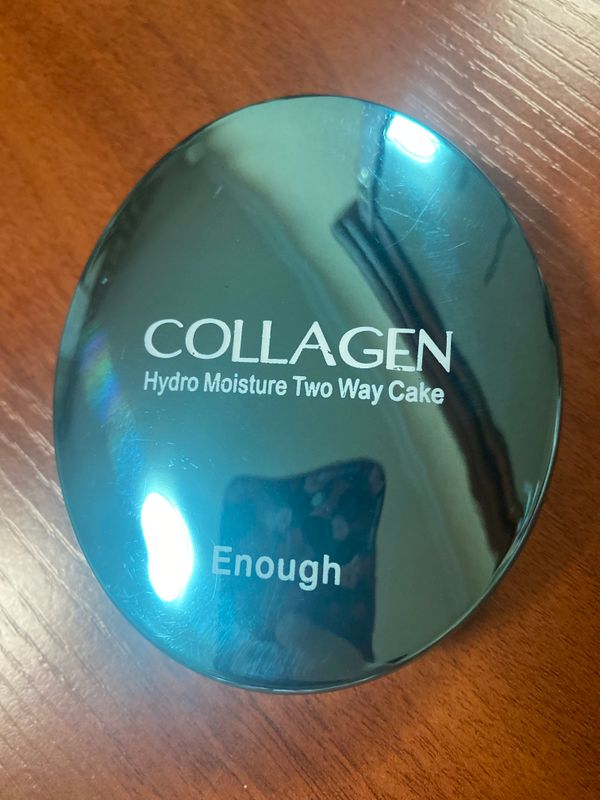 COLLAGEN
Hydro Moisture Two Way Cake
Enough